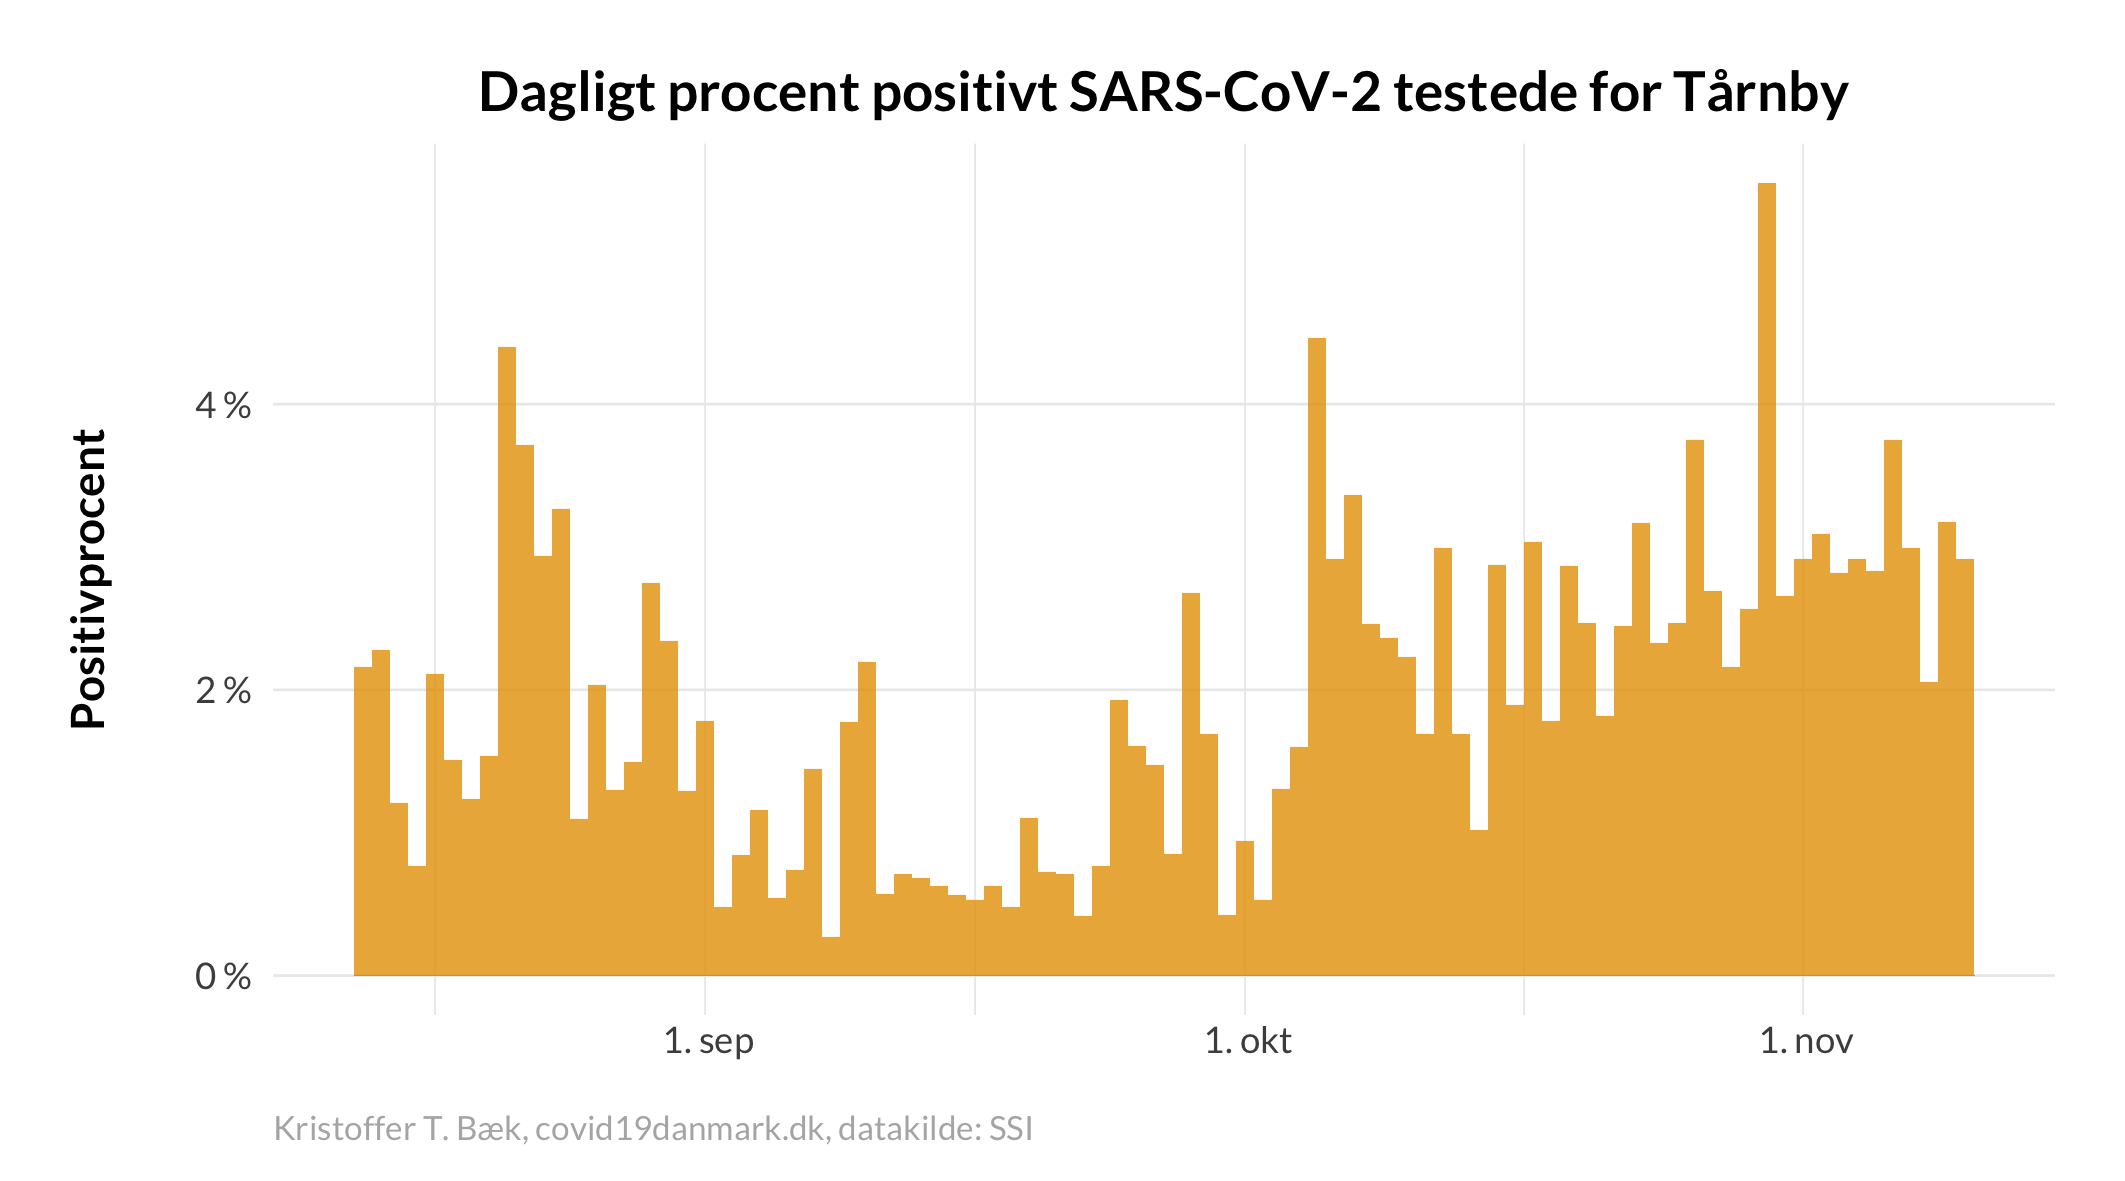 Dagligt procent positivt SARS-CoV-2 testede for Tårnby
Positivprocent
4 %
2 %
0 %
1. sep
1. okt
1. nov
Kristoffer T. Bæk, covid19danmark.dk, datakilde: SSI